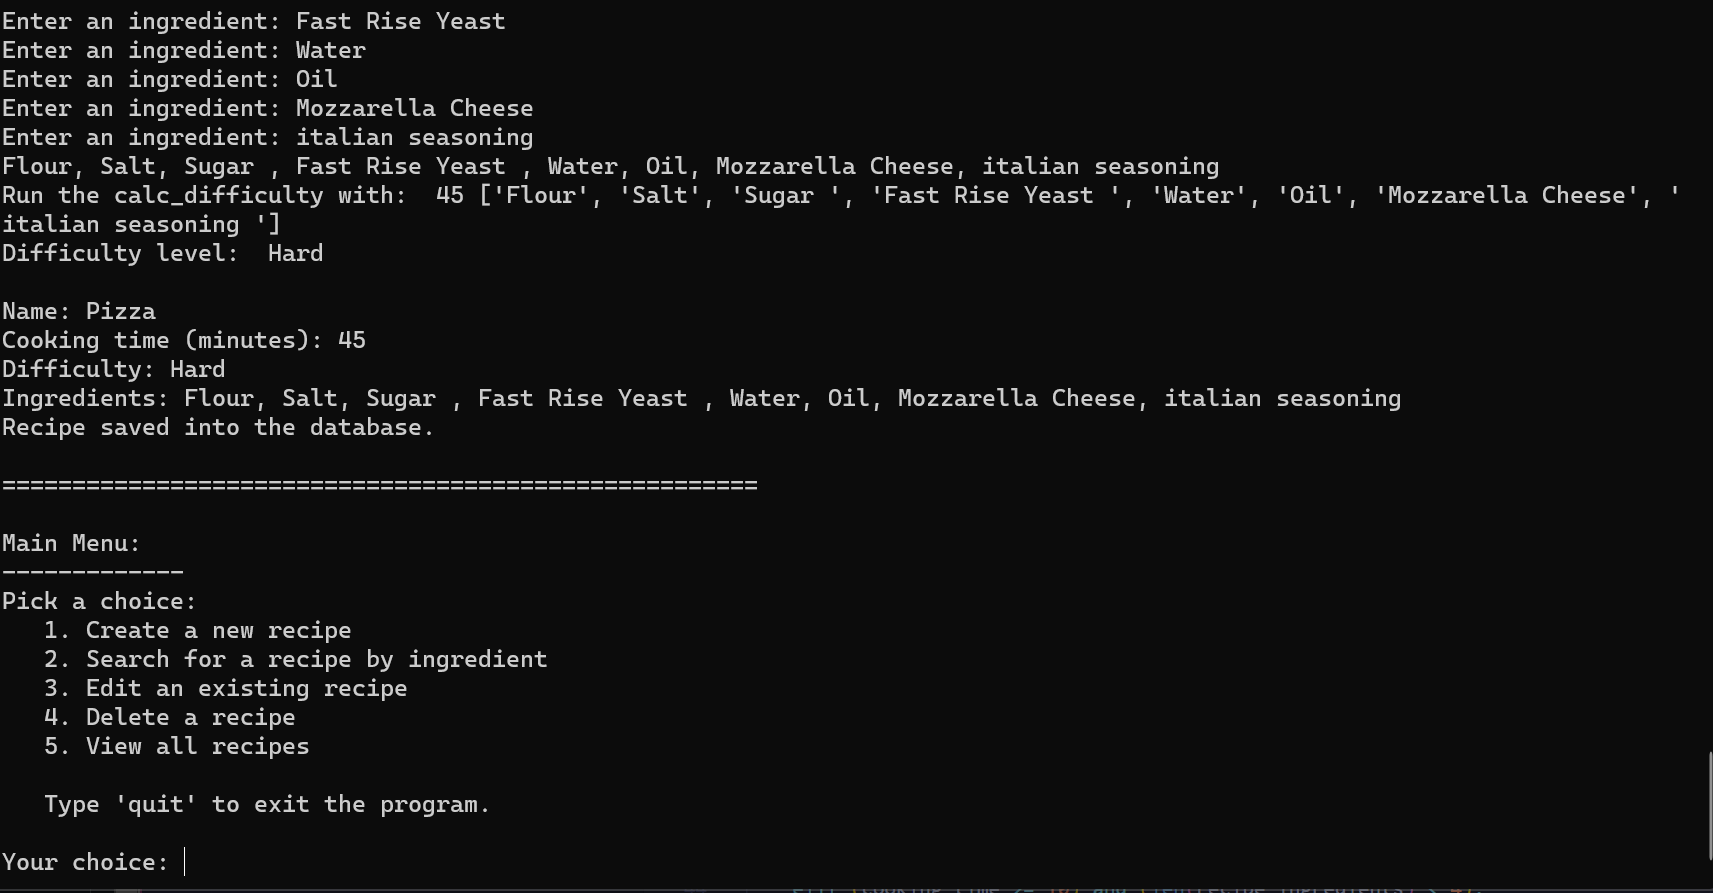 Enter an ingredient: Fast Rise Yeast
Enter an ingredient: Water
Enter an ingredient: Oil
Enter an ingredient: Mozzarella Cheese
Enter an ingredient: italian seasoning
Flour, Salt, Sugar , Fast Rise Yeast , Water, Oil, Mozzarella Cheese, italian seasoning
Run the calc_difficulty with:  45 ['Flour', 'Salt', 'Sugar ', 'Fast Rise Yeast ', 'Water', 'Oil', 'Mozzarella Cheese', '
italian seasoning ']
Difficulty level:  Hard
Name: Pizza
Cooking time (minutes): 45
Difficulty: Hard
Ingredients: Flour, Salt, Sugar , Fast Rise Yeast , Water, Oil, Mozzarella Cheese, italian seasoning
Recipe saved into the database.
======================================================
Main Menu:
-------------
Pick a choice:
   1. Create a new recipe
   2. Search for a recipe by ingredient
   3. Edit an existing recipe
   4. Delete a recipe
   5. View all recipes
   Type 'quit' to exit the program.
Your choice: